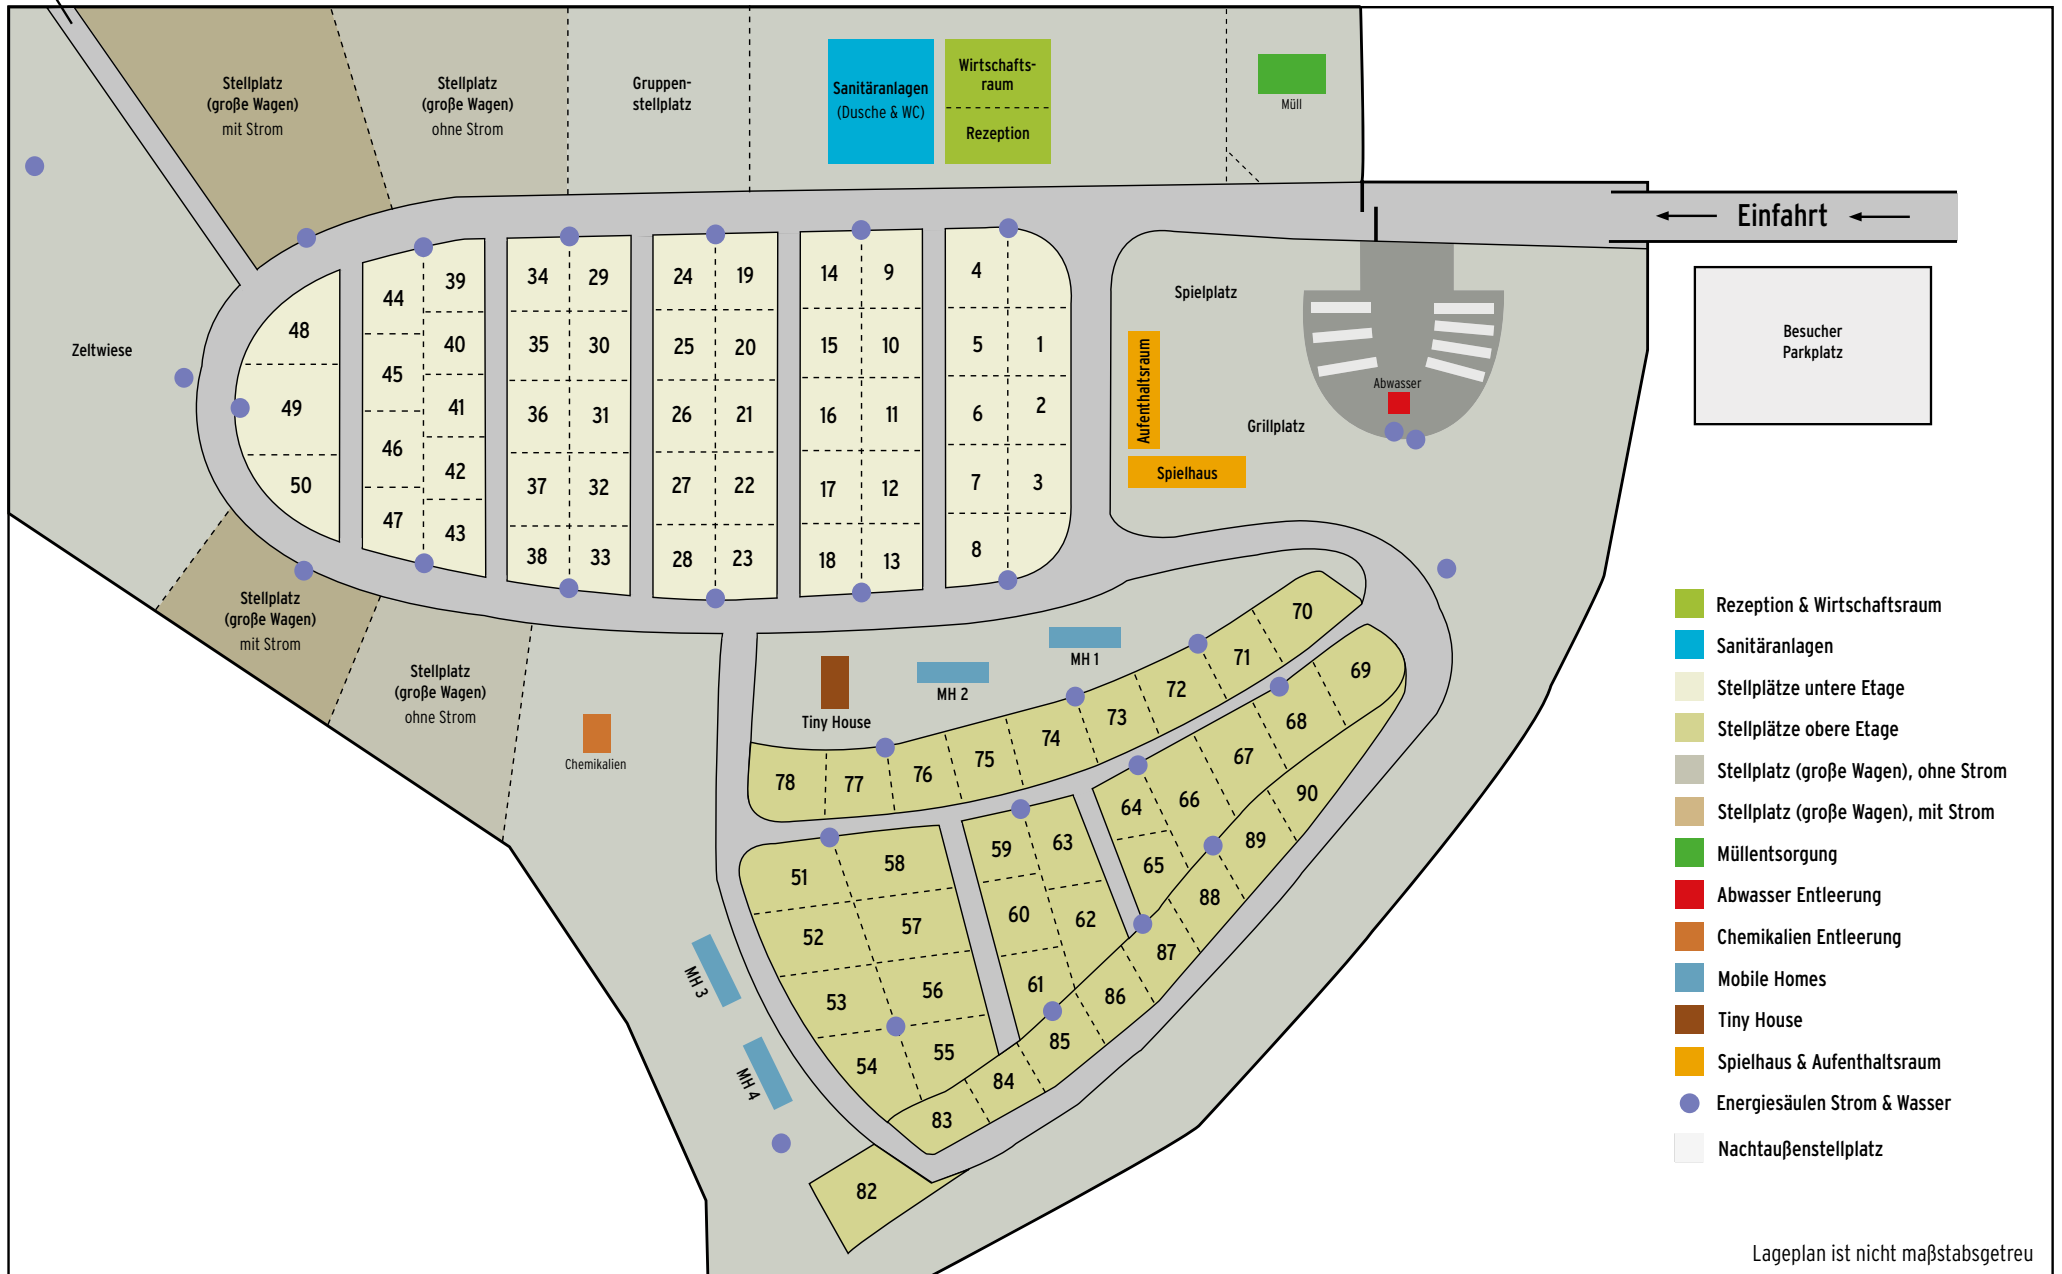 Stellplatz
(große Wagen)
mit Strom
Stellplatz
(große Wagen)
ohne Strom
Gruppen-
stellplatz
Sanitäranlagen
(Dusche & WC)
Wirtschafts-
raum
Rezeption
Müll
Einfahrt
Besucher
Parkplatz
Spielplatz
Aufenthaltsraum
Spielhaus
Grillplatz
Abwasser
Zeltwiese
48
49
50
44
45
46
47
39
40
41
42
43
34
35
36
37
38
29
30
31
32
33
24
25
26
27
28
19
20
21
22
23
14
15
16
17
18
9
10
11
12
13
4
5
6
7
8
1
2
3
Stellplatz
(große Wagen)
mit Strom
Stellplatz
(große Wagen)
ohne Strom
Chemikalien
Tiny House
MH 2
MH 1
MH 3
MH 4
78
77
76
75
74
73
72
71
70
69
68
67
66
64
65
63
59
60
62
61
58
51
57
52
56
53
55
54
90
89
88
87
86
85
84
83
82
Rezeption & Wirtschaftsraum
Sanitäranlagen
Stellplätze untere Etage
Stellplätze obere Etage
Stellplatz (große Wagen), ohne Strom
Stellplatz (große Wagen), mit Strom
Müllentsorgung
Abwasser Entleerung
Chemikalien Entleerung
Mobile Homes
Tiny House
Spielhaus & Aufenthaltsraum
Energiesäulen Strom & Wasser
Nachtaußenstellplatz
Lageplan ist nicht maßstabsgetreu